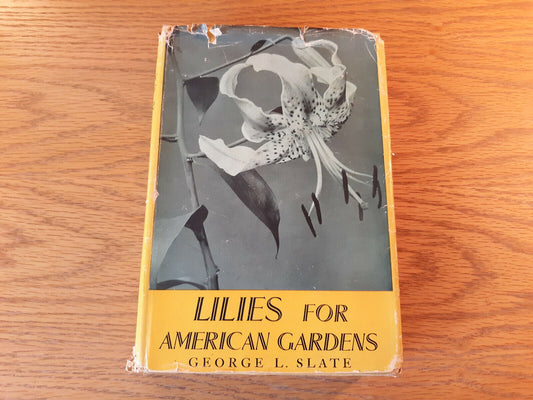 LILIES FOR
AMERICAN GARDENS
GEORGE L. SLATE